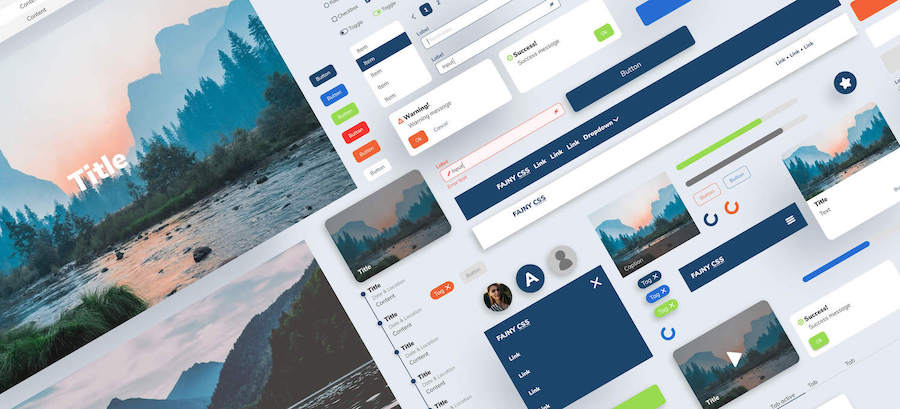 Content
Content
Title
Checkbox
Toggle
Toggle
1
2
Label
Label
Input
Item
Item
Item
Item
Button
Button
Button
Button
Button
Button
Success!
Success message
Ok
Warning!
Warning message
Ok
Cancel
Button
Label
Input
Error text
FAJNY CSS Link Link Link Dropdown
FAJNY CSS
Link • Link • Link
Title
Title
Date & Location
Content
Title
Date & Location
Content
Title
Date & Location
Content
Title
Date & Location
Content
Title
Tag
Button
A
FAJNY CSS
Link
Link
Link
Caption
Button
Button
Tag
Tag
Tag
FAJNY CSS
Title
Text
Title
Success!
Success message
Ok
Tab active
Tab
Tab